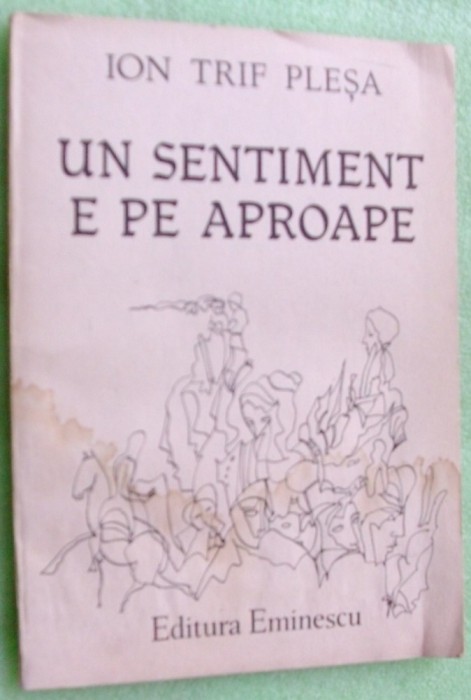 ION TRIF PLEȘA
UN SENTIMENT
E PE APROAPE
Editura Eminescu